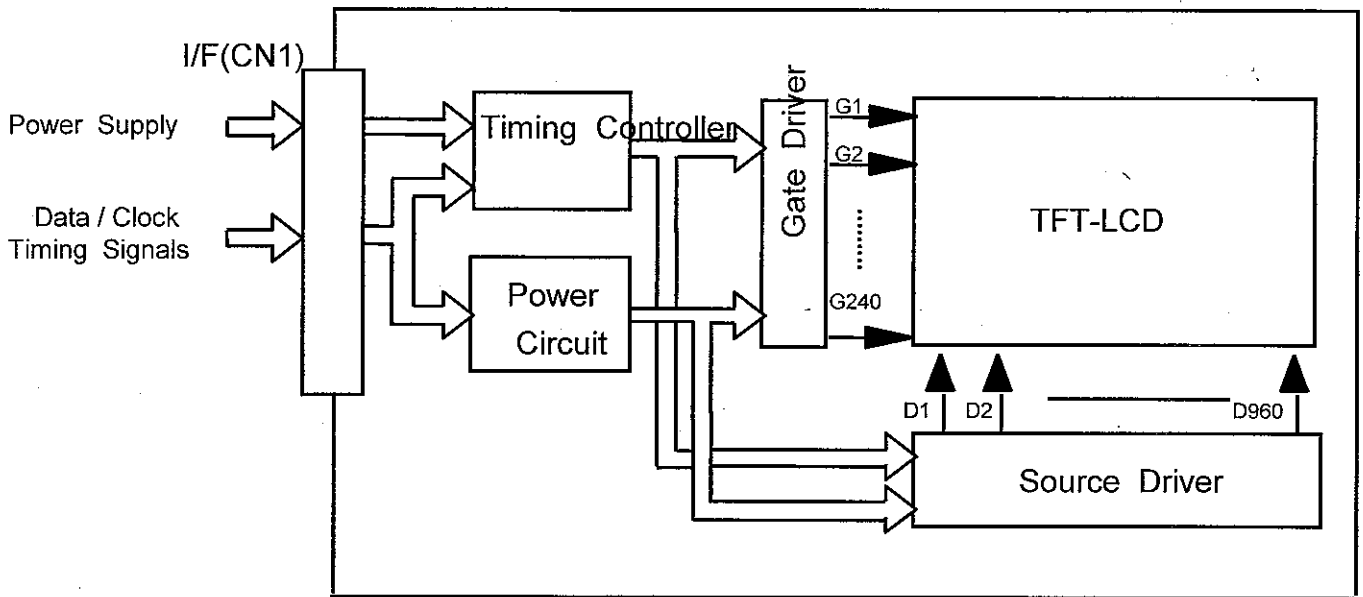 I/F(CN1)
Power Supply
Data / Clock
Timing Signals
Timing Controller
Power
Circuit
Gate Driver
G1
G2
G240
TFT-LCD
D1
D2
D960
Source Driver